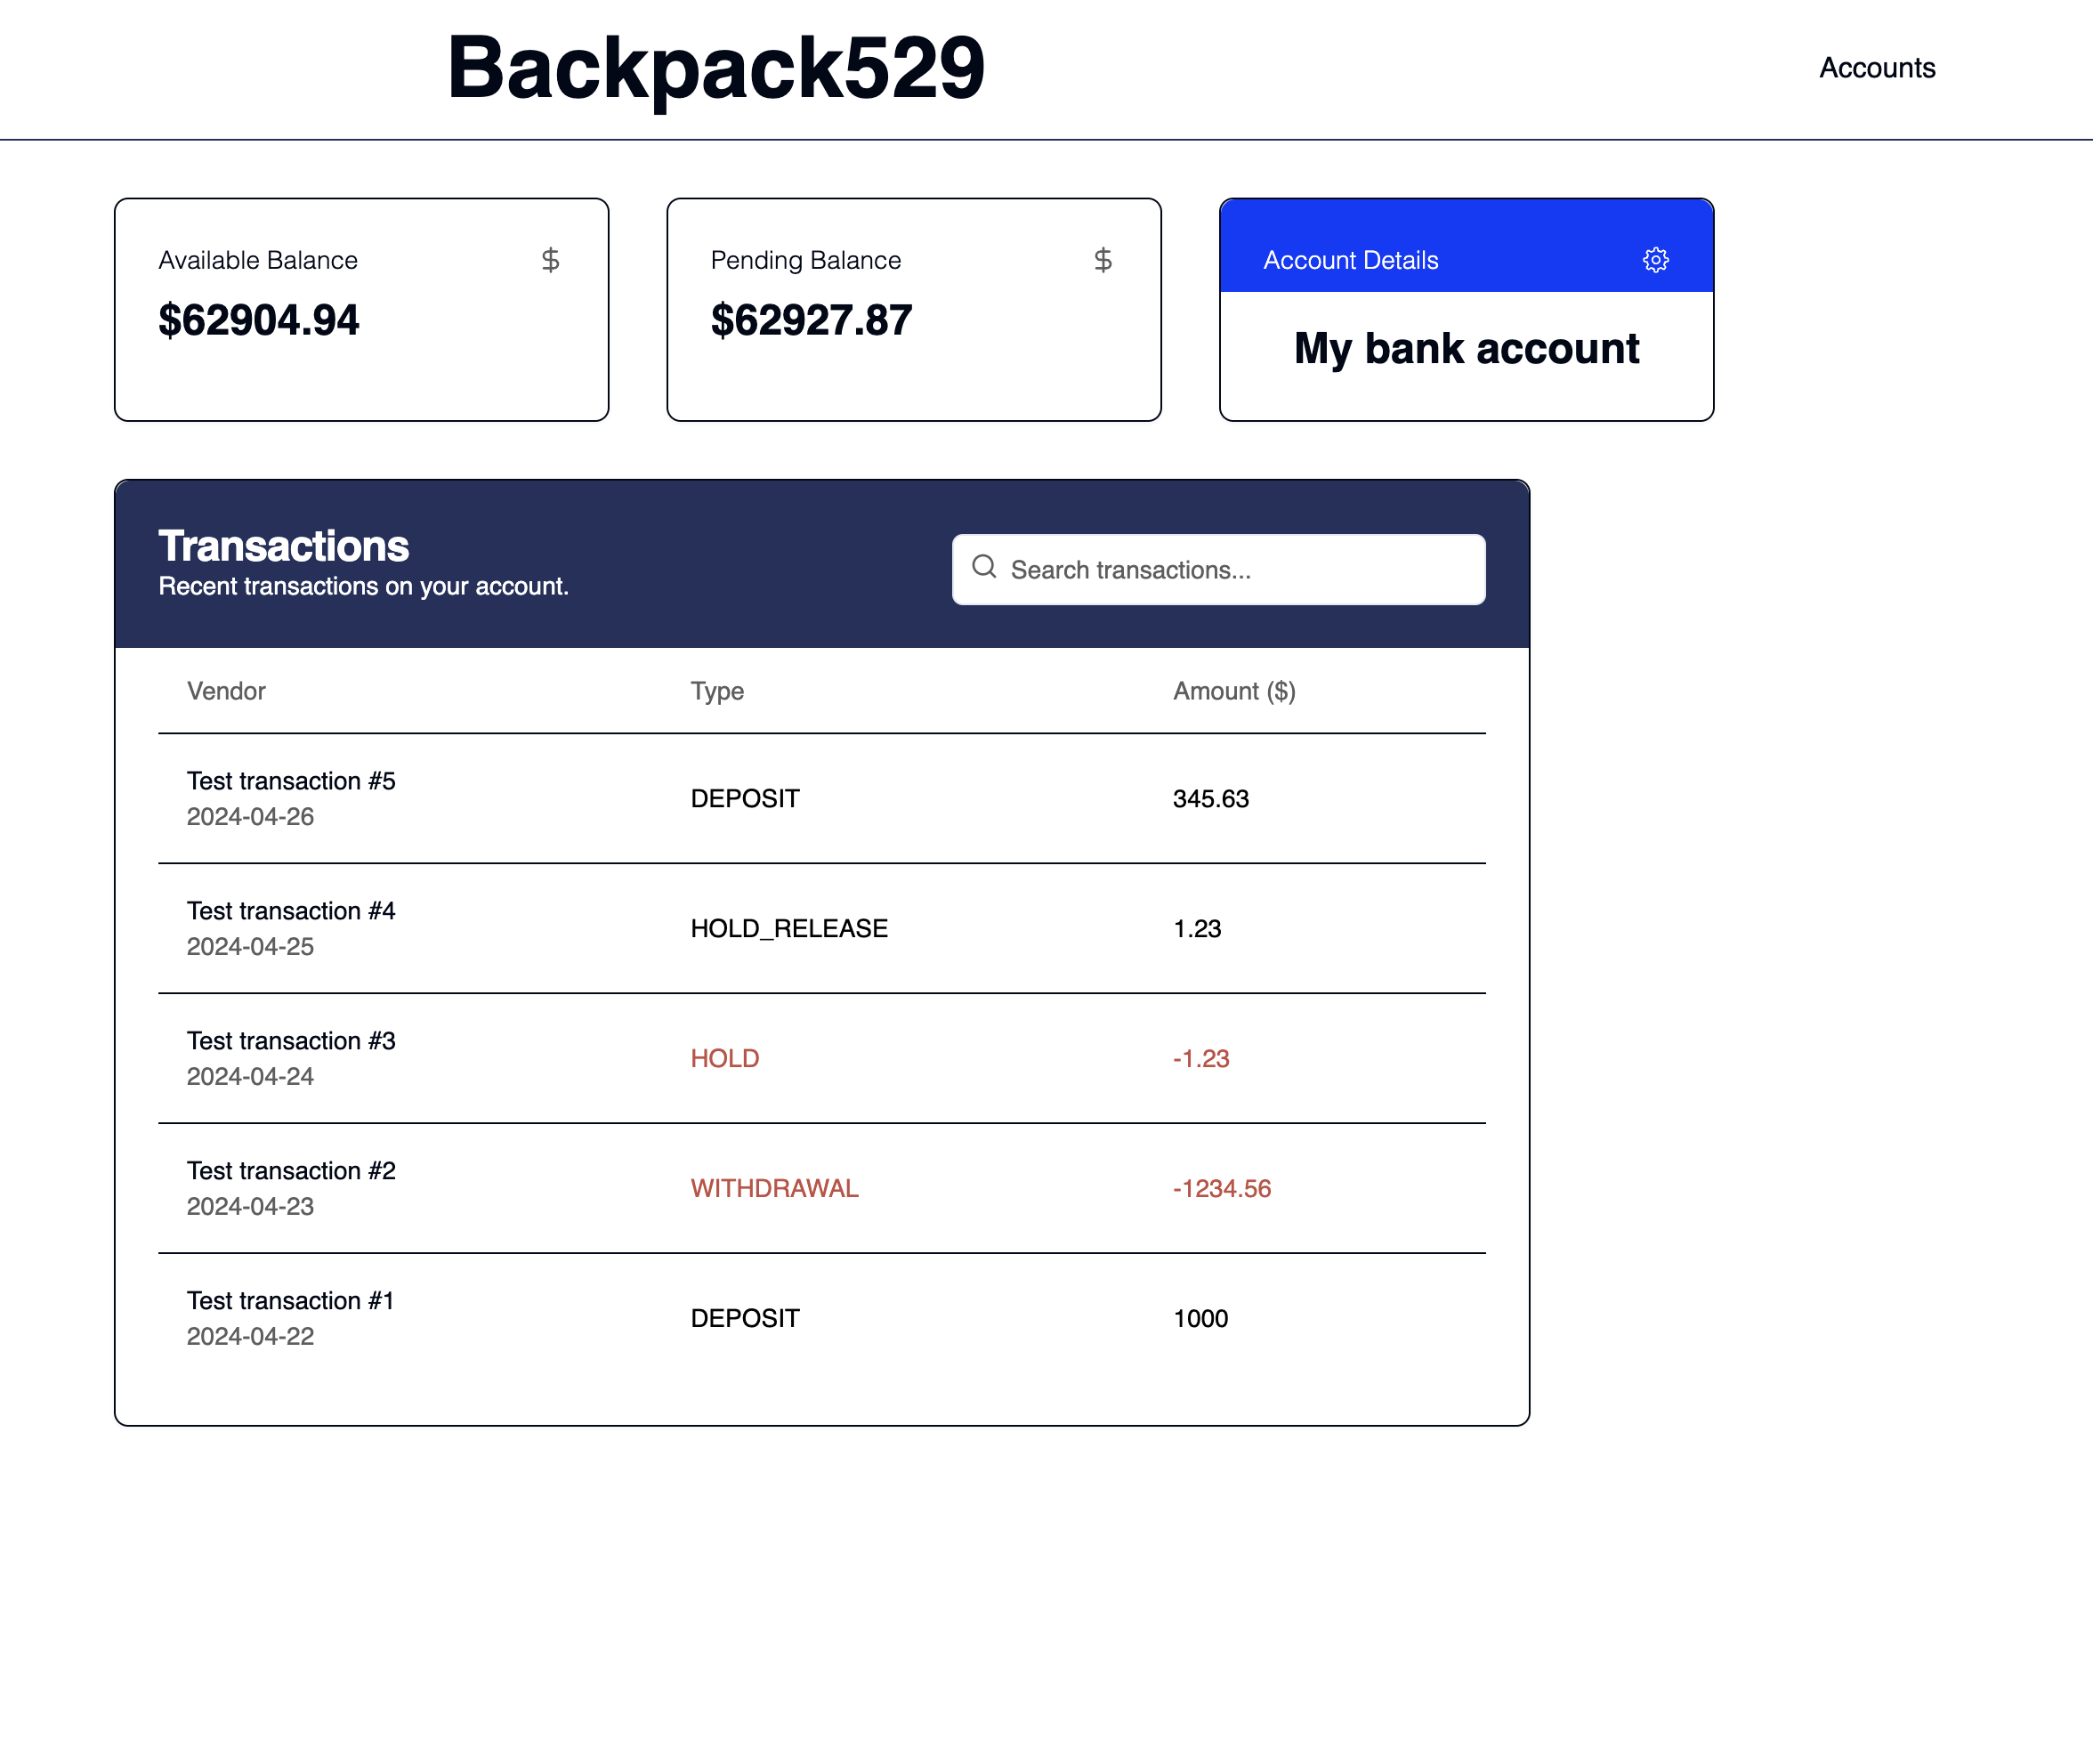 Backpack529
Accounts
Available Balance
$
$62904.94
Pending Balance
$
$62927.87
Account Details
My bank account
Transactions
Recent transactions on your account.
Search transactions...
Vendor Type Amount ($)
Test transaction #5
2024-04-26
DEPOSIT
345.63
Test transaction #4
2024-04-25
HOLD_RELEASE
1.23
Test transaction #3
2024-04-24
HOLD
-1.23
Test transaction #2
2024-04-23
WITHDRAWAL
-1234.56
Test transaction #1
2024-04-22
DEPOSIT
1000